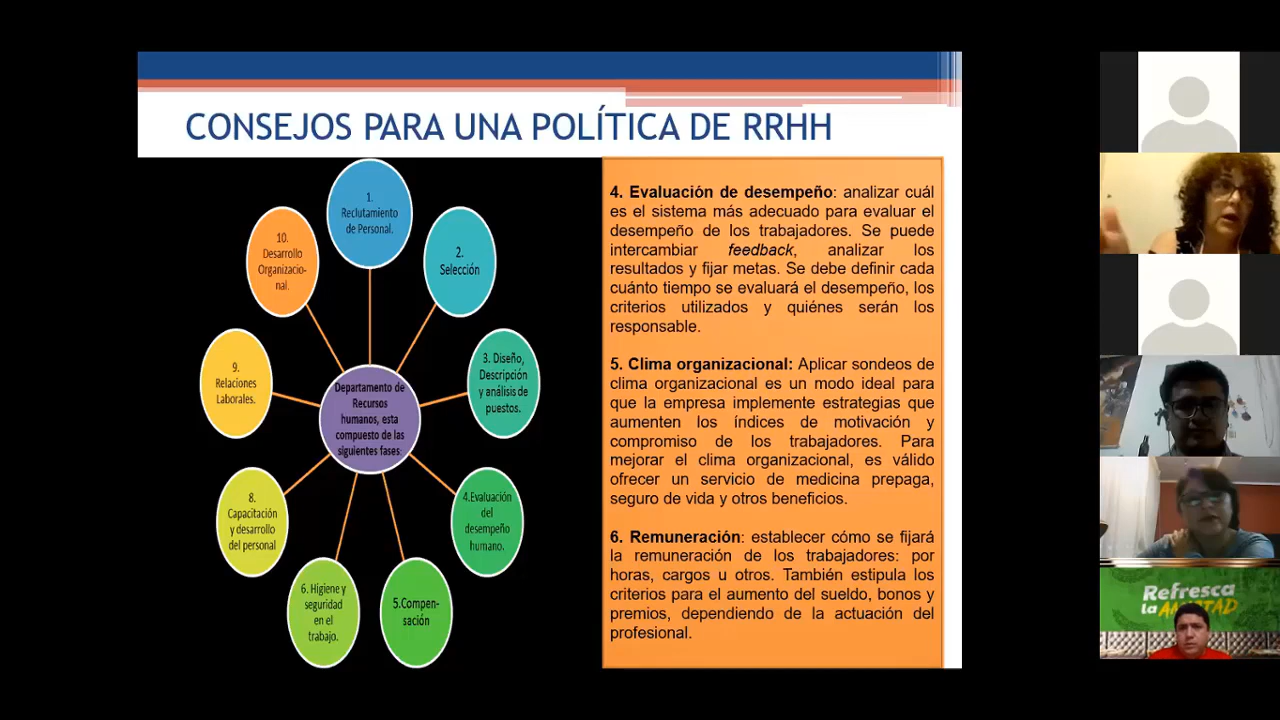 CONSEJOS PARA UNA POLÍTICA DE RRHH
1.
Reclutamiento
de Personal.
2.
Selección
3. Diseño,
Descripción
y análisis de
puestos.
4.Evaluación
del
desempeño
humano.
5.Compen-
sación
6. Higiene y
seguridad
en el
trabajo.
8.
Capacitación
y desarrollo
del personal
9.
Relaciones
Laborales.
10.
Desarrollo
Organizacio-
nal.
Departamento de
Recursos
humanos, esta
compuesto de las
siguientes fases:
4. Evaluación de desempeño: analizar cuál
es el sistema más adecuado para evaluar el
desempeño de los trabajadores. Se puede
intercambiar feedback, analizar los
resultados y fijar metas. Se debe definir cada
cuánto tiempo se evaluará el desempeño, los
criterios utilizados y quiénes serán los
responsable.
5. Clima organizacional: Aplicar sondeos de
clima organizacional es un modo ideal para
que la empresa implemente estrategias que
aumenten los índices de motivación y
compromiso de los trabajadores. Para
mejorar el clima organizacional, es válido
ofrecer un servicio de medicina prepaga,
seguro de vida y otros beneficios.
6. Remuneración: establecer cómo se fijará
la remuneración de los trabajadores: por
horas, cargos u otros. También estipula los
criterios para el aumento del sueldo, bonos y
premios, dependiendo de la actuación del
profesional.
Refresca
la